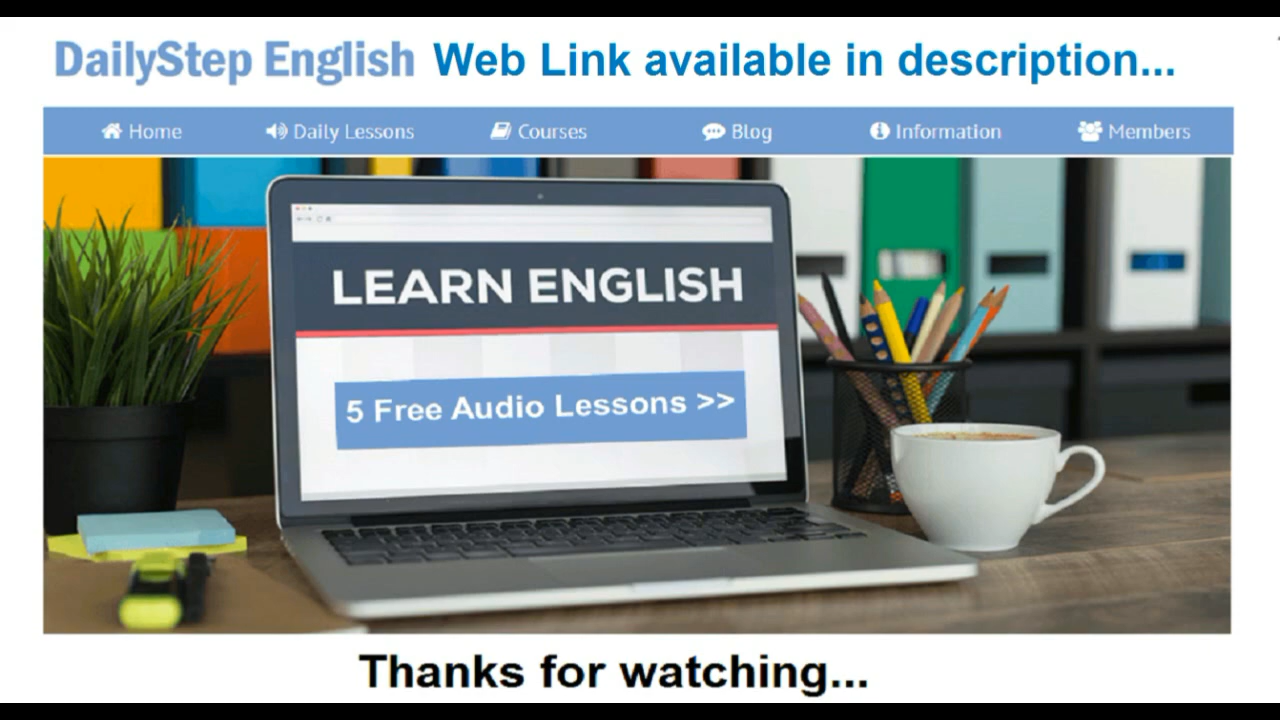 DailyStep English Web Link available in description...
Home Daily Lessons Courses Blog Information Members
LEARN ENGLISH
5 Free Audio Lessons >>
Thanks for watching...